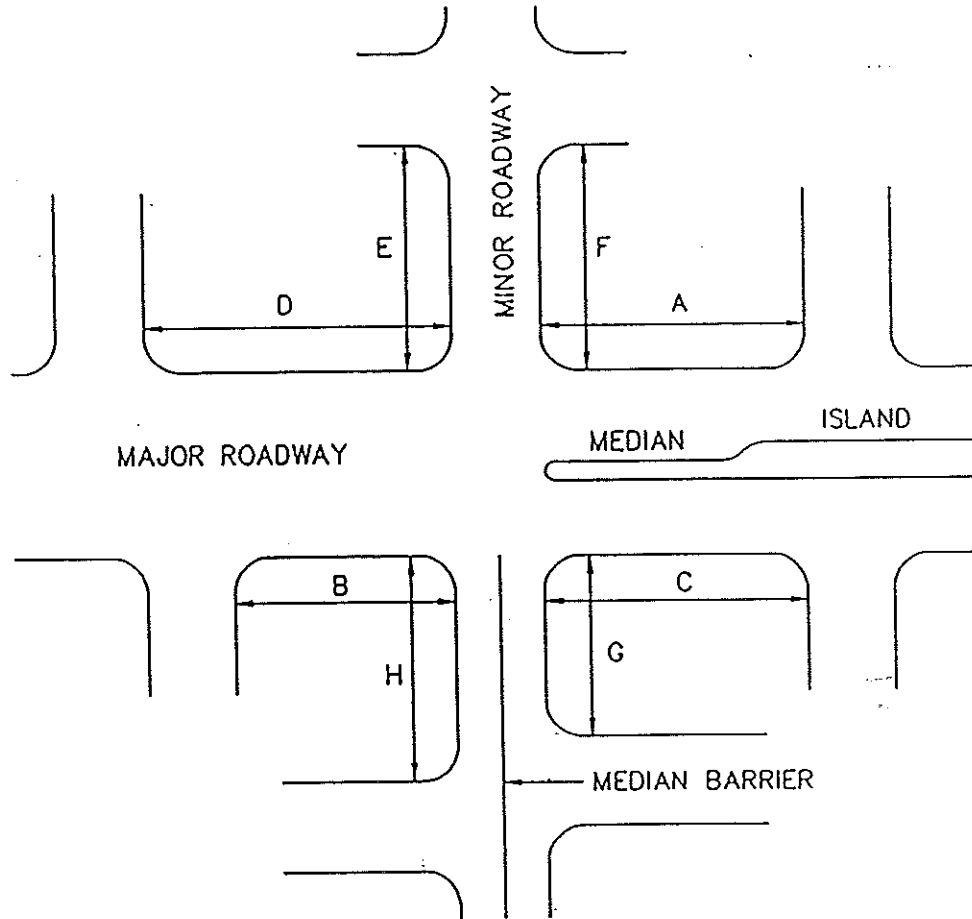 MINOR ROADWAY
E
F
D
A
ISLAND
MEDIAN
MAJOR ROADWAY
B
C
H
G
MEDIAN BARRIER